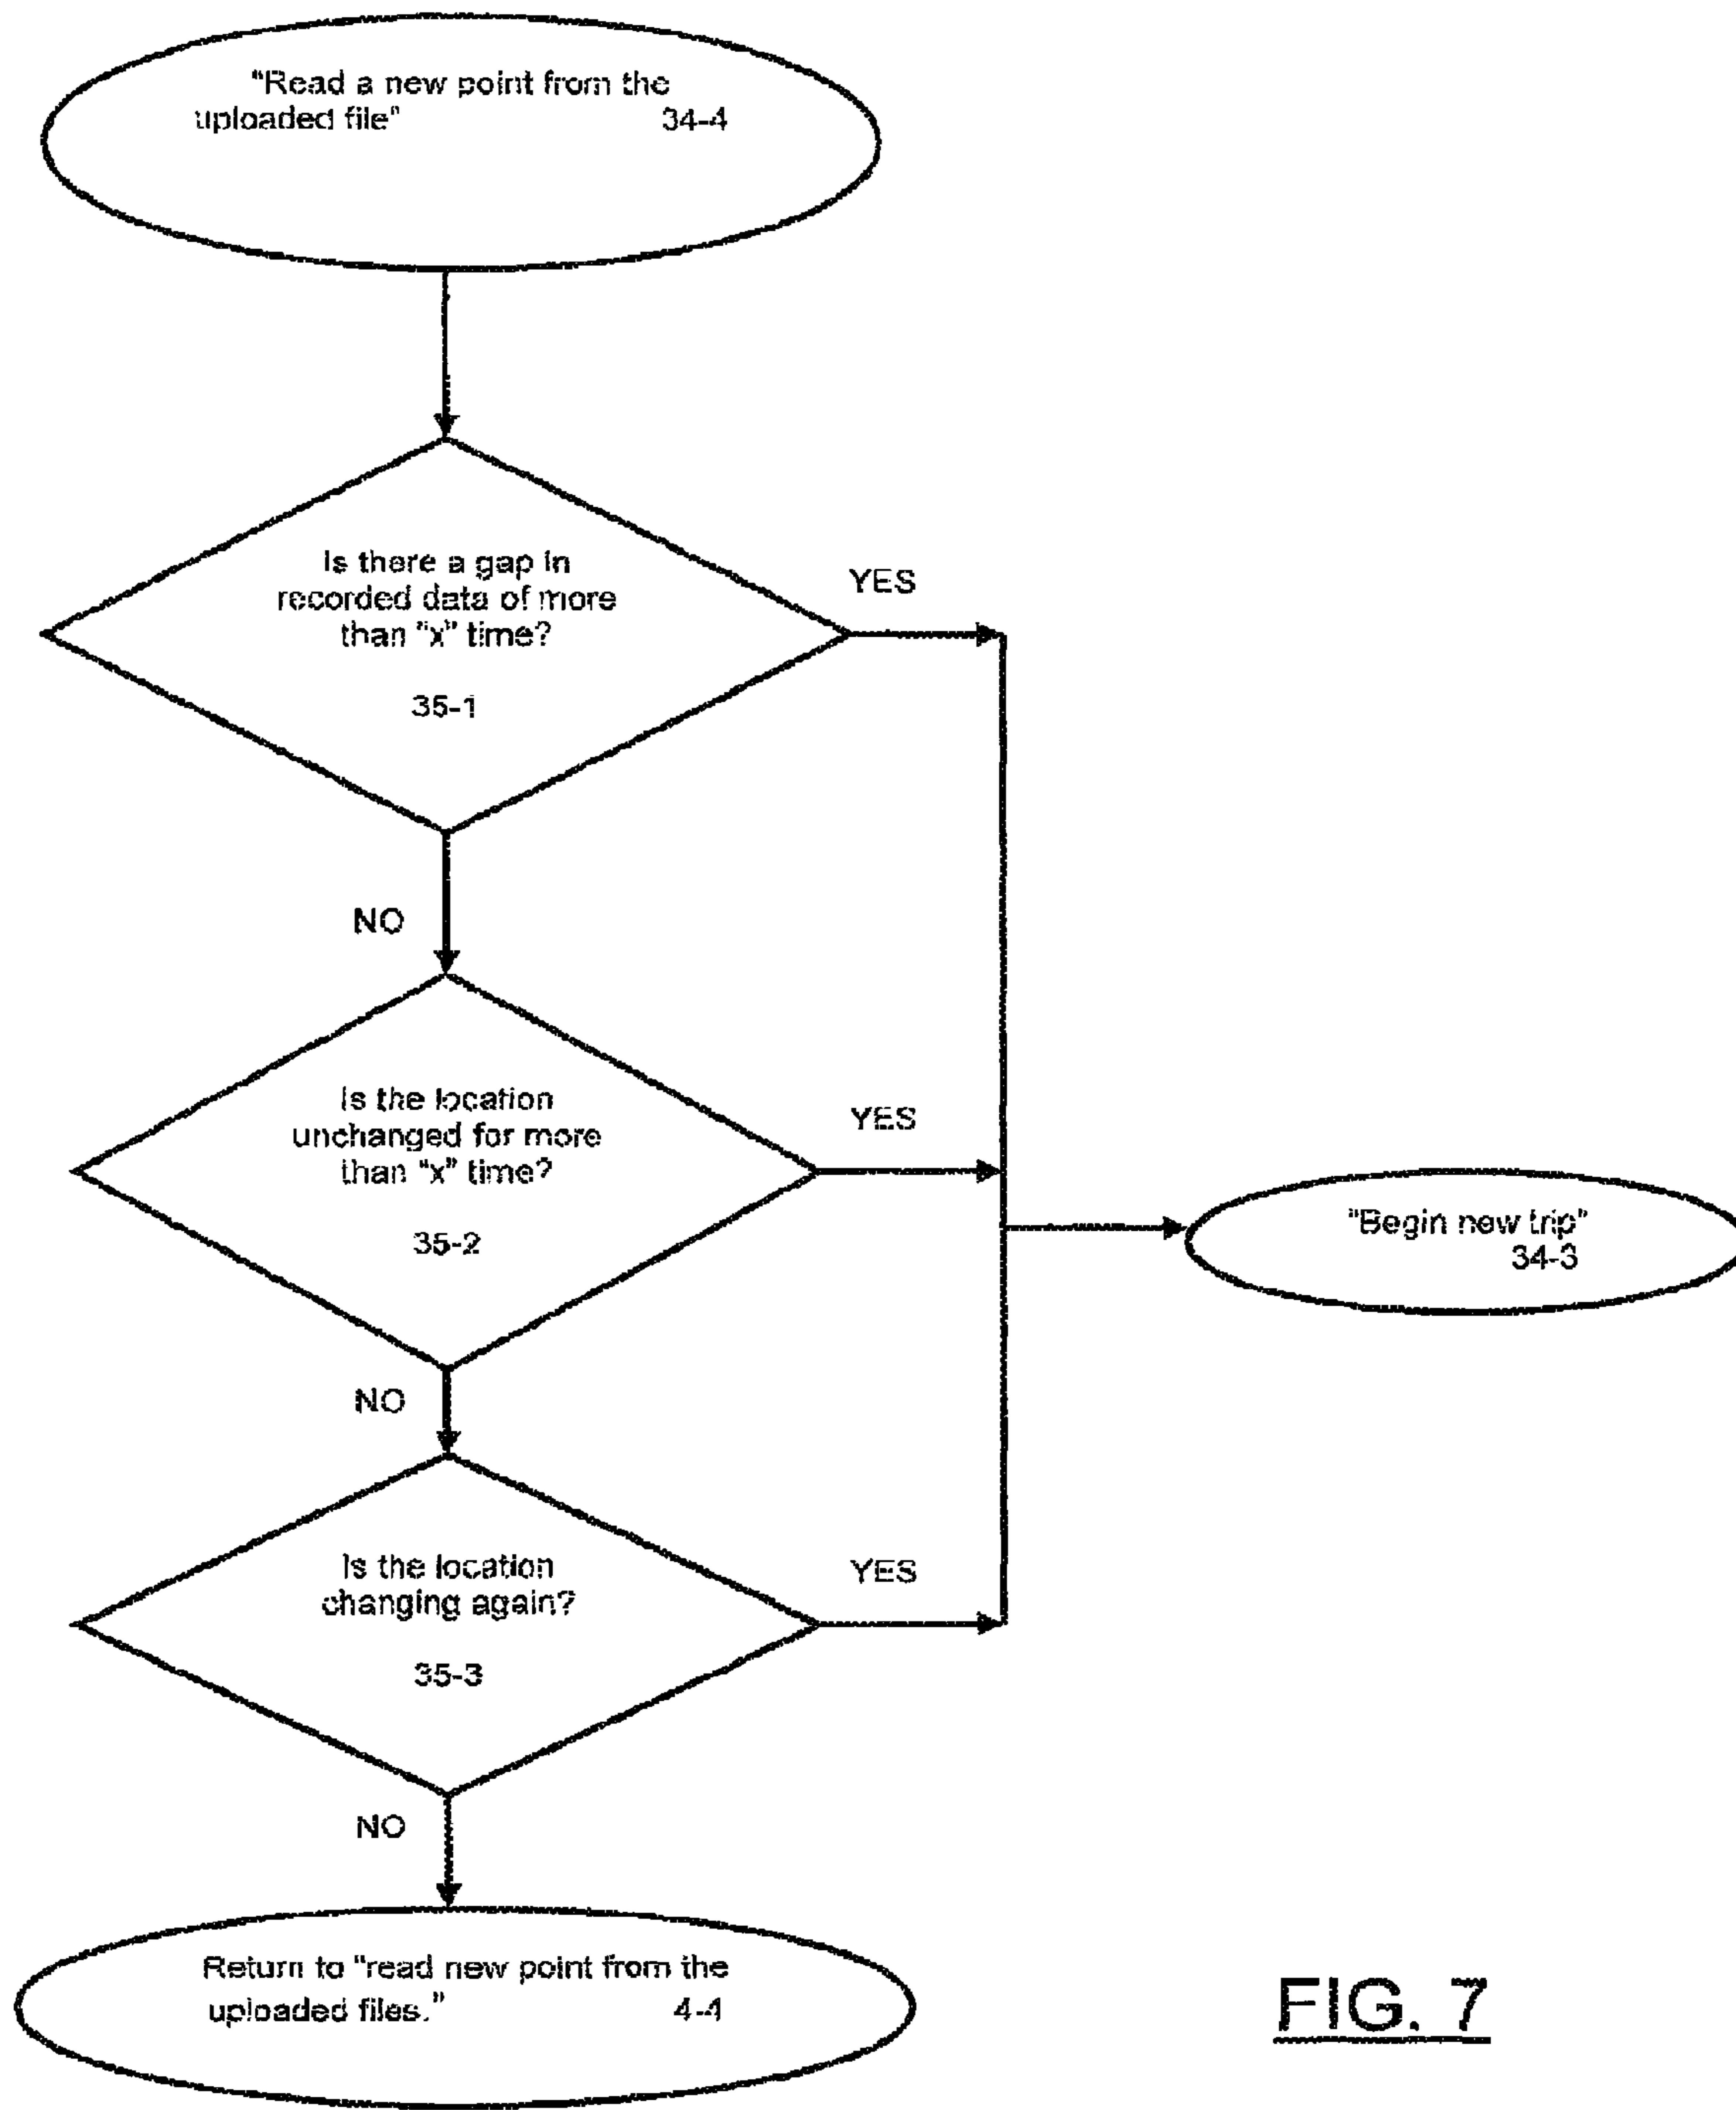 "Read a new point from the
uploaded file" 34-4
Is there a gap in
recorded data of more
than "x" time?
35-1
YES
NO
Is the location
unchanged for more
than "x" time?
35-2
YES
"Begin new trip"
34-3
NO
Is the location
changing again?
35-3
YES
NO
Return to "read new point from the
uploaded files." 4-4
FIG. 7